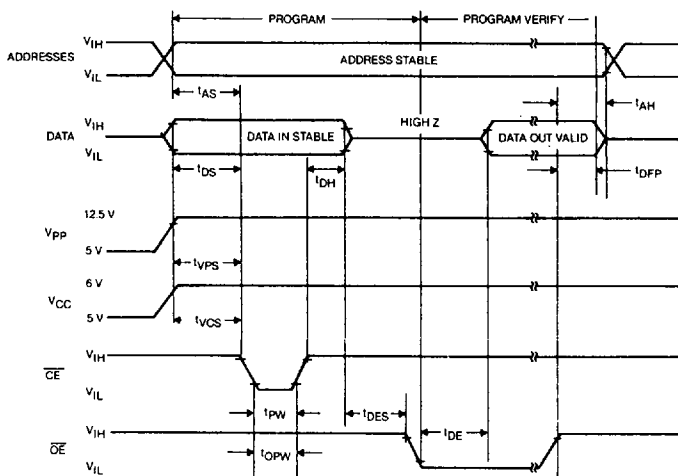 PROGRAM
PROGRAM VERIFY
ADDRESSES
VIH
VIL
ADDRESS STABLE
tAS
tAH
DATA
VIH
VIL
DATA IN STABLE
HIGH Z
DATA OUT VALID
tDS
tDH
tDFP
VPP
12.5 V
5 V
tVPS
VCC
6 V
5 V
tVCS
CE
VIH
VIL
tPW
tDES
tDE
OE
VIH
VIL
tOPW